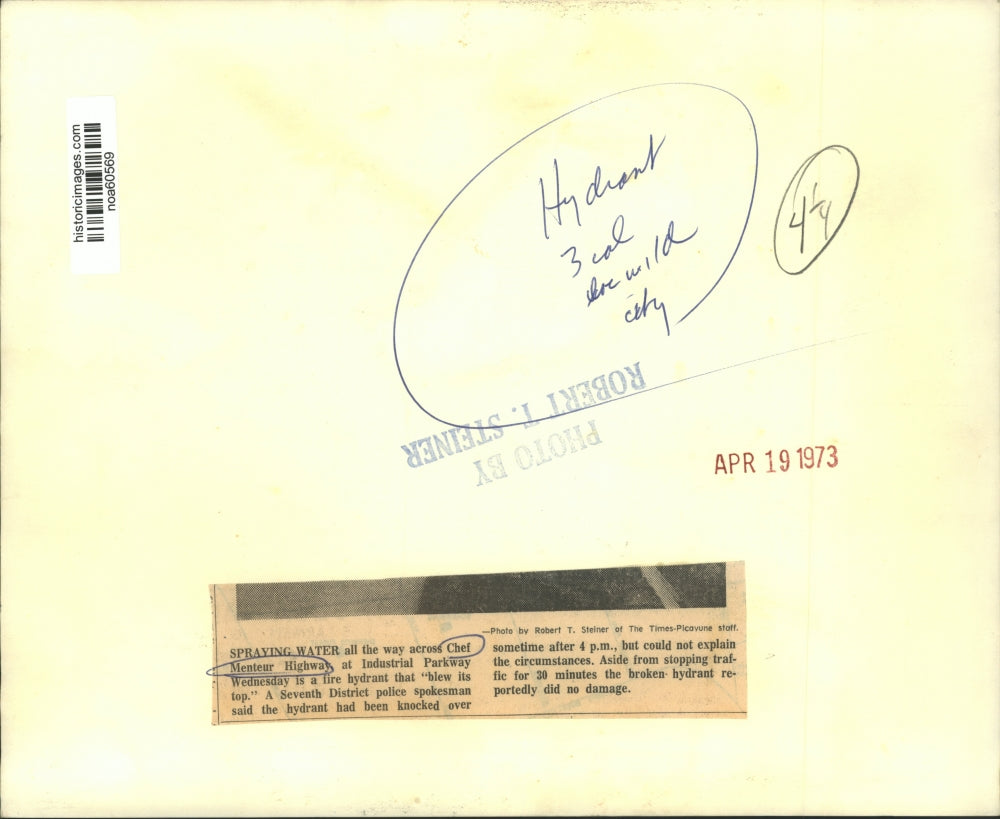 historicimages.com
noa60569
Hydrant
3 col
city
4-4
PHOTO BY
ROBERT T. STEINER
APR 19 1973
—Photo by Robert T. Steiner of The Times-Picayune staff.
SPRAYING WATER all the way across Chef
Menteur Highway, at Industrial Parkway
Wednesday is a fire hydrant that "blew its
top." A Seventh District police spokesman
said the hydrant had been knocked over
sometime after 4 p.m., but could not explain
the circumstances. Aside from stopping traf-
fic for 30 minutes the broken hydrant re-
portedly did no damage.